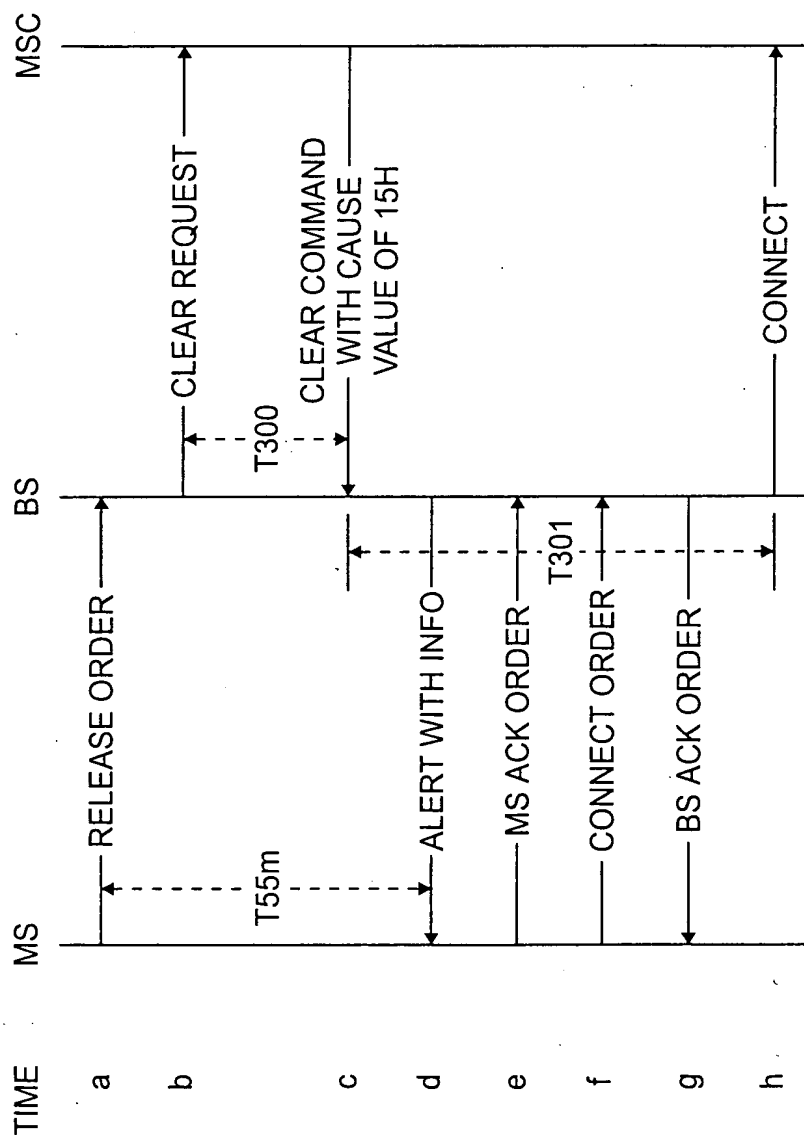 TIME
MS
BS
MSC
a
RELEASE ORDER
b
CLEAR REQUEST
T55m
T300
c
CLEAR COMMAND
WITH CAUSE
VALUE OF 15H
d
ALERT WITH INFO
e
MS ACK ORDER
T301
f
CONNECT ORDER
g
BS ACK ORDER
h
CONNECT